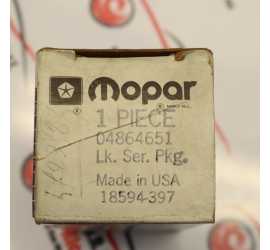 Mopar
1 PIECE
04864651
Lk. Ser. Pkg.
Made in USA
18594-397